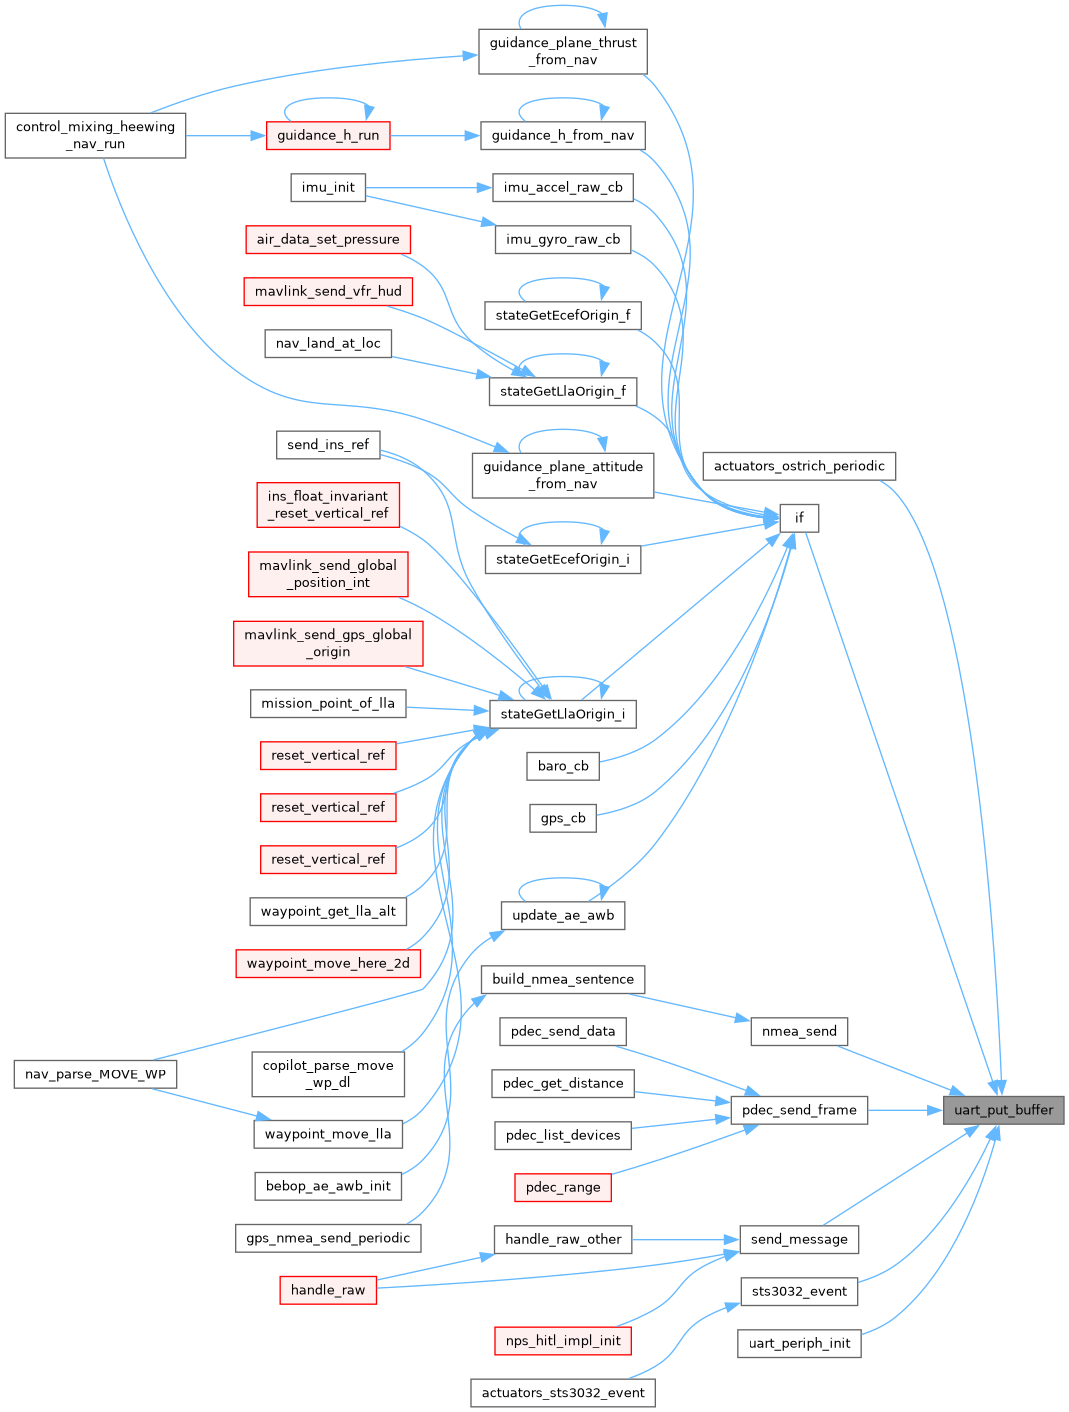 guidance_plane_thrust
_from_nav
control_mixing_heewing
_nav_run
guidance_h_run
guidance_h_from_nav
imu_init
imu_accel_raw_cb
air_data_set_pressure
imu_gyro_raw_cb
mavlink_send_vfr_hud
stateGetEcefOrigin_f
nav_land_at_loc
stateGetLlaOrigin_f
send_ins_ref
guidance_plane_attitude
_from_nav
actuators_ostrich_periodic
ins_float_invariant
_reset_vertical_ref
if
stateGetEcefOrigin_i
mavlink_send_global
_position_int
mavlink_send_gps_global
_origin
mission_point_of_lla
stateGetLlaOrigin_i
reset_vertical_ref
baro_cb
reset_vertical_ref
gps_cb
reset_vertical_ref
waypoint_get_lla_alt
update_ae_awb
waypoint_move_here_2d
build_nmea_sentence
pdec_send_data
nmea_send
nav_parse_MOVE_WP
copilot_parse_move
_wp_dl
pdec_get_distance
pdec_send_frame
uart_put_buffer
waypoint_move_lla
pdec_list_devices
bebop_ae_awb_init
pdec_range
gps_nmea_send_periodic
handle_raw_other
send_message
handle_raw
sts3032_event
nps_hitl_impl_init
uart_periph_init
actuators_sts3032_event